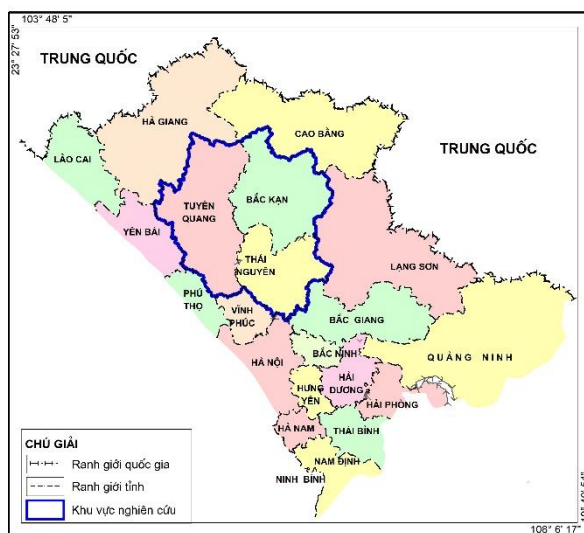 103° 48' 5"
23° 27' 53"
TRUNG QUỐC
HÀ GIANG
CAO BẰNG
LÀO CAI
TRUNG QUỐC
TUYÊN
QUANG
BẮC KẠN
YÊN BÁI
THÁI
NGUYÊN
LẠNG SƠN
PHÚ
THỌ
VĨNH
PHÚC
BẮC GIANG
BẮC NINH
QUẢNG NINH
HÀ NỘI
HẢI
DƯƠNG
HƯNG
YÊN
HẢI PHÒNG
HÀ NAM
THÁI BÌNH
NAM ĐỊNH
NINH BÌNH
CHÚ GIẢI
Ranh giới quốc gia
Ranh giới tỉnh
Khu vực nghiên cứu
108° 6' 17"